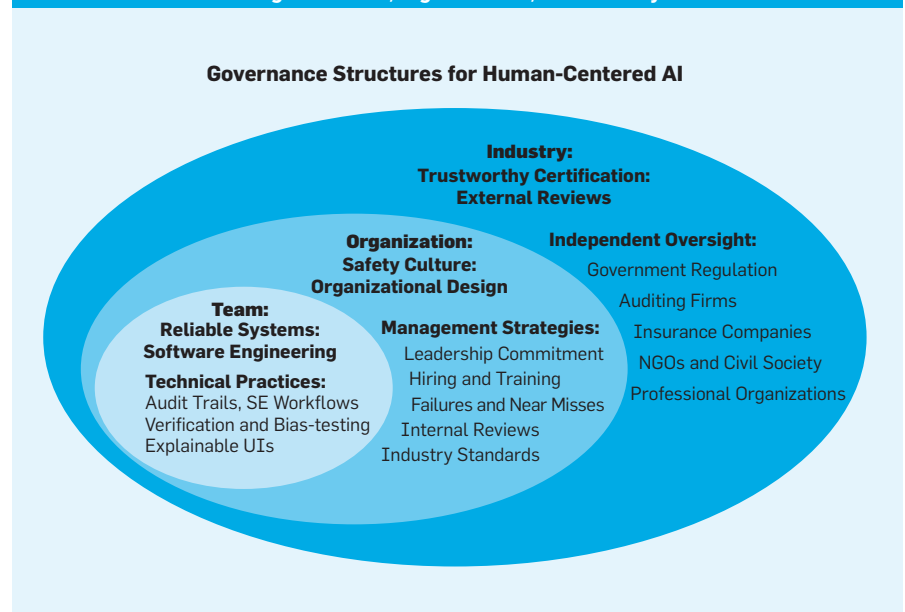 Governance Structures for Human-Centered AI
Industry:
Trustworthy Certification:
External Reviews
Independent Oversight:
Government Regulation
Auditing Firms
Insurance Companies
NGOs and Civil Society
Professional Organizations
Organization:
Safety Culture:
Organizational Design
Management Strategies:
Leadership Commitment
Hiring and Training
Failures and Near Misses
Internal Reviews
Industry Standards
Team:
Reliable Systems:
Software Engineering
Technical Practices:
Audit Trails, SE Workflows
Verification and Bias-testing
Explainable UIs